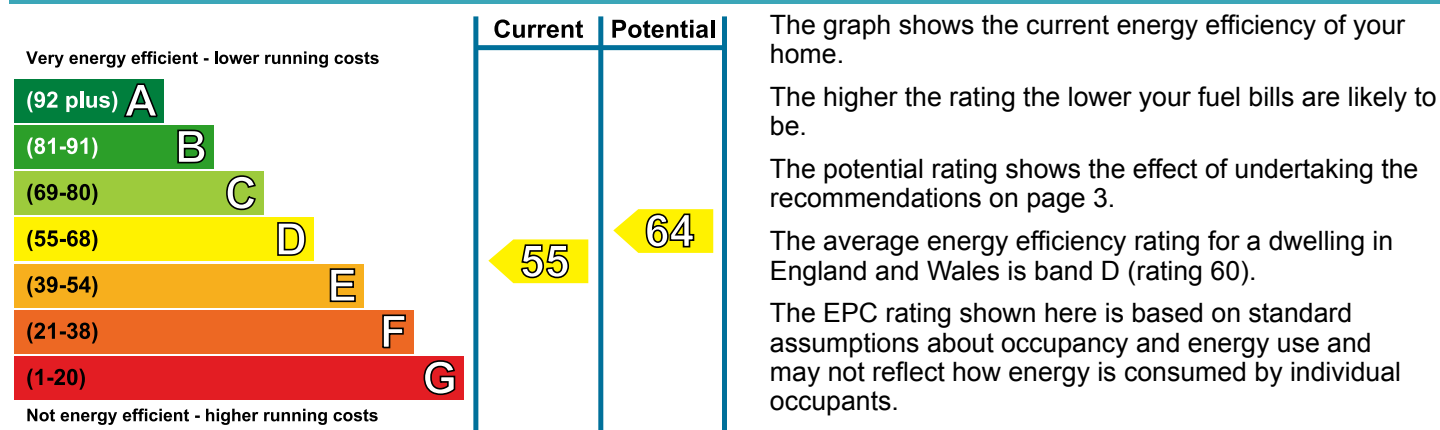 Current Potential
Very energy efficient - lower running costs
(92 plus) A
(81-91) B
(69-80) C
(55-68) D
(39-54) E
(21-38) F
(1-20) G
Not energy efficient - higher running costs
55
64
The graph shows the current energy efficiency of your
home.
The higher the rating the lower your fuel bills are likely to
be.
The potential rating shows the effect of undertaking the
recommendations on page 3.
The average energy efficiency rating for a dwelling in
England and Wales is band D (rating 60).
The EPC rating shown here is based on standard
assumptions about occupancy and energy use and
may not reflect how energy is consumed by individual
occupants.